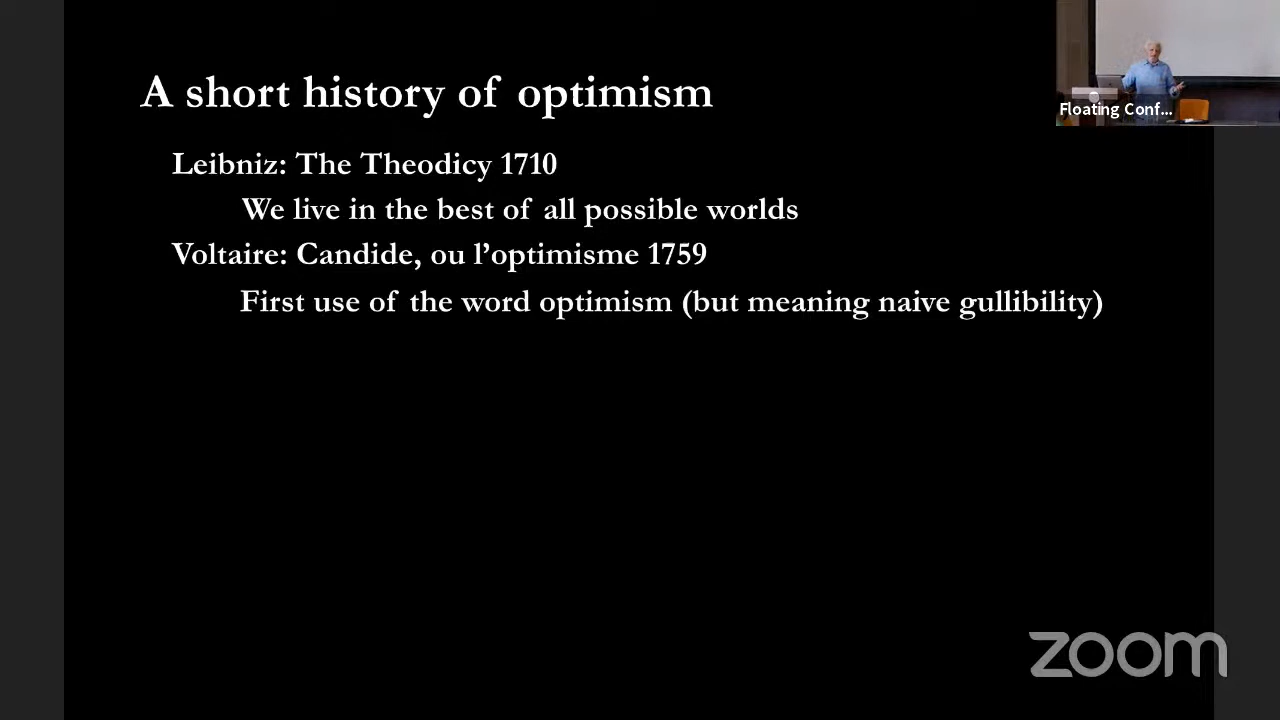 A short history of optimism
Floating Conf...
Leibniz: The Theodicy 1710
We live in the best of all possible worlds
Voltaire: Candide, ou l’optimisme 1759
First use of the word optimism (but meaning naive gullibility)
zoom